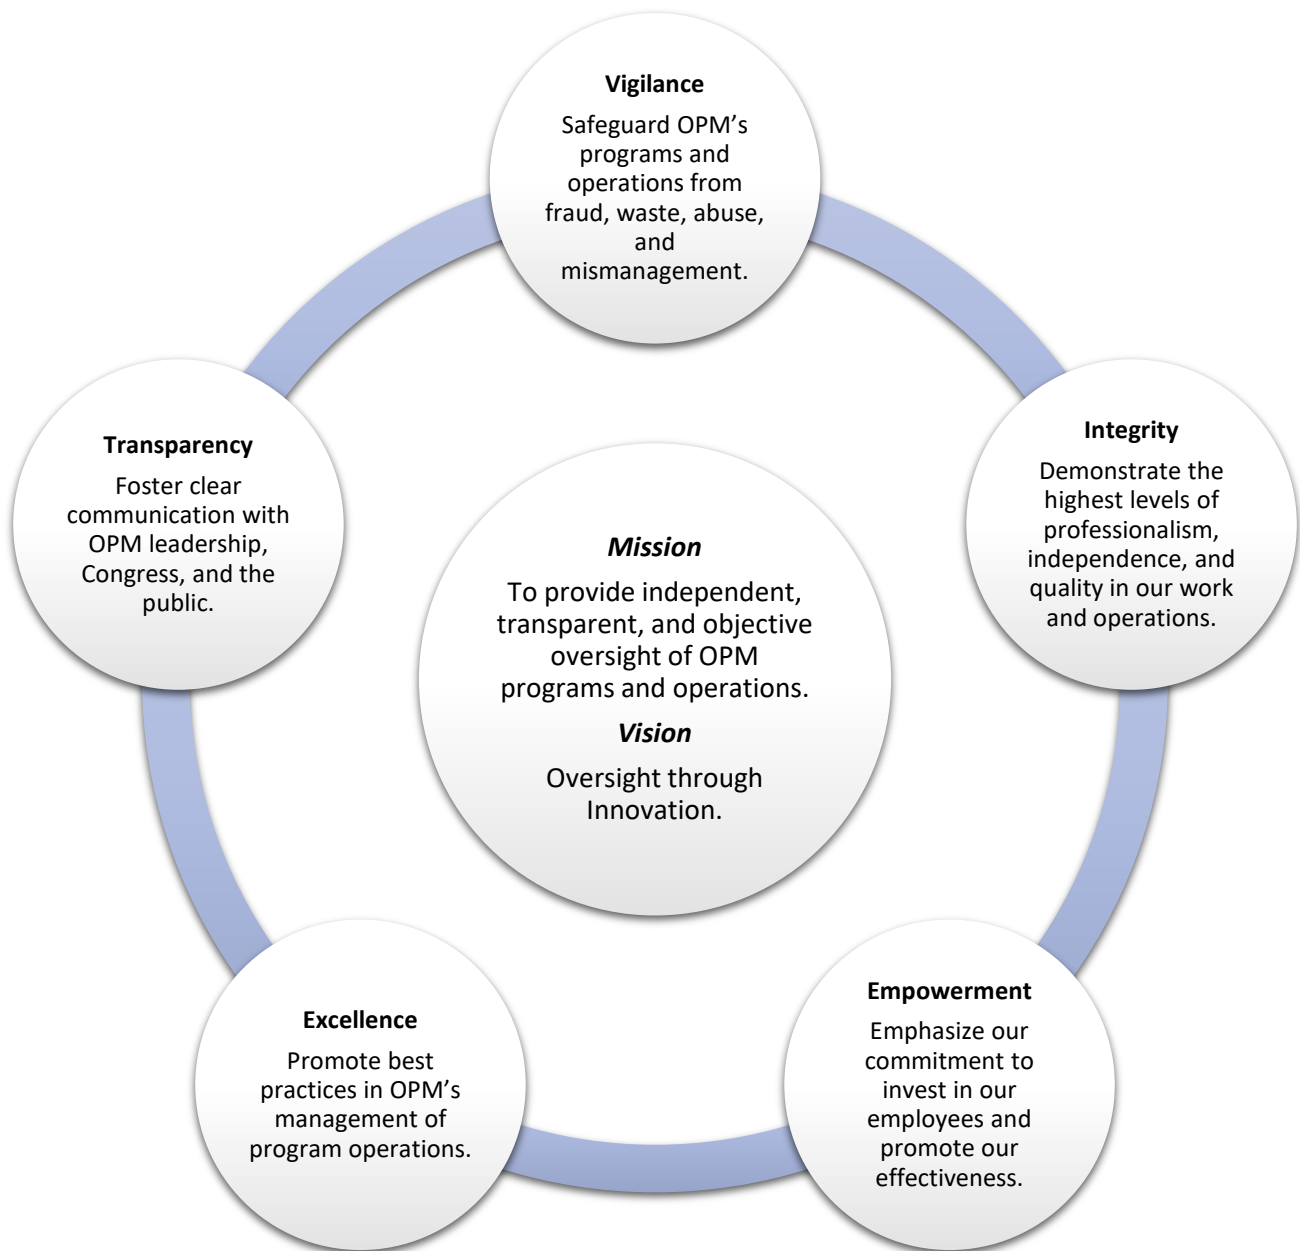 Vigilance
Safeguard OPM’s
programs and
operations from
fraud, waste, abuse,
and
mismanagement.
Transparency
Foster clear
communication with
OPM leadership,
Congress, and the
public.
Integrity
Demonstrate the
highest levels of
professionalism,
independence, and
quality in our work
and operations.
Mission
To provide independent,
transparent, and objective
oversight of OPM
programs and operations.
Vision
Oversight through
Innovation.
Excellence
Promote best
practices in OPM’s
management of
program operations.
Empowerment
Emphasize our
commitment to
invest in our
employees and
promote our
effectiveness.